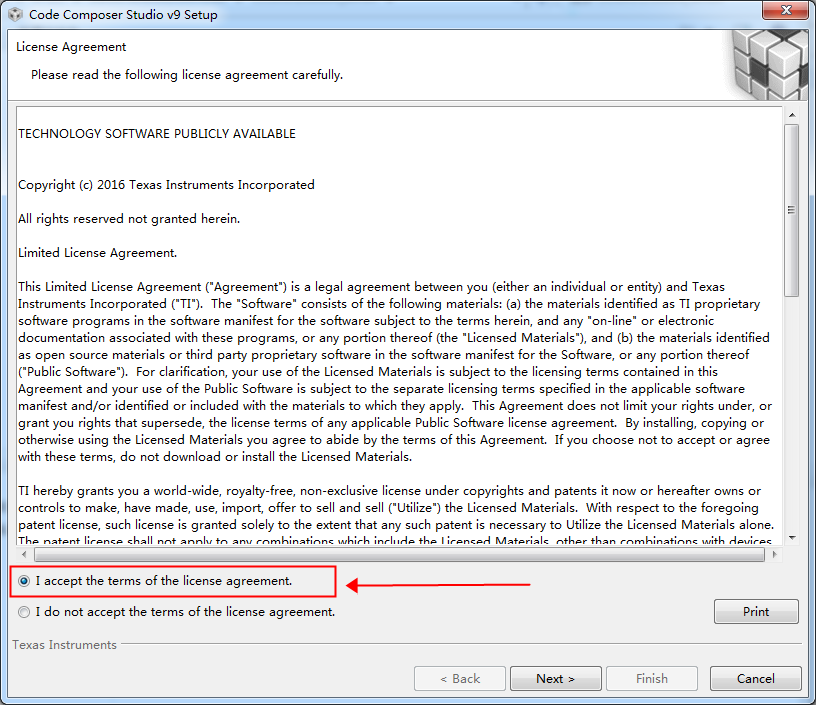 Code Composer Studio v9 Setup
License Agreement
Please read the following license agreement carefully.
TECHNOLOGY SOFTWARE PUBLICLY AVAILABLE
Copyright (c) 2016 Texas Instruments Incorporated
All rights reserved not granted herein.
Limited License Agreement.
This Limited License Agreement ("Agreement") is a legal agreement between you (either an individual or entity) and Texas
Instruments Incorporated ("TI").  The "Software" consists of the following materials: (a) the materials identified as TI proprietary
software programs in the software manifest for the software subject to the terms herein, and any "on-line" or electronic
documentation associated with these programs, or any portion thereof (the "Licensed Materials"), and (b) the materials identified
as open source materials or third party proprietary software in the software manifest for the Software, or any portion thereof
("Public Software").  For clarification, your use of the Licensed Materials is subject to the licensing terms contained in this
Agreement and your use of the Public Software is subject to the separate licensing terms specified in the applicable software
manifest and/or identified or included with the materials to which they apply.  This Agreement does not limit your rights under, or
grant you rights that supersede, the license terms of any applicable Public Software license agreement.  By installing, copying or
otherwise using the Licensed Materials you agree to abide by the terms of this Agreement.  If you choose not to accept or agree
with these terms, do not download or install the Licensed Materials.
TI hereby grants you a world-wide, royalty-free, non-exclusive license under copyrights and patents it now or hereafter owns or
controls to make, have made, use, import, offer to sell and sell ("Utilize") the Licensed Materials.  With respect to the foregoing
patent license, such license is granted solely to the extent that any such patent is necessary to Utilize the Licensed Materials alone.
The patent license shall not apply to any combinations which include the Licensed Materials, other than combinations with devices
I accept the terms of the license agreement.
I do not accept the terms of the license agreement.
Print
Texas Instruments
< Back
Next >
Finish
Cancel